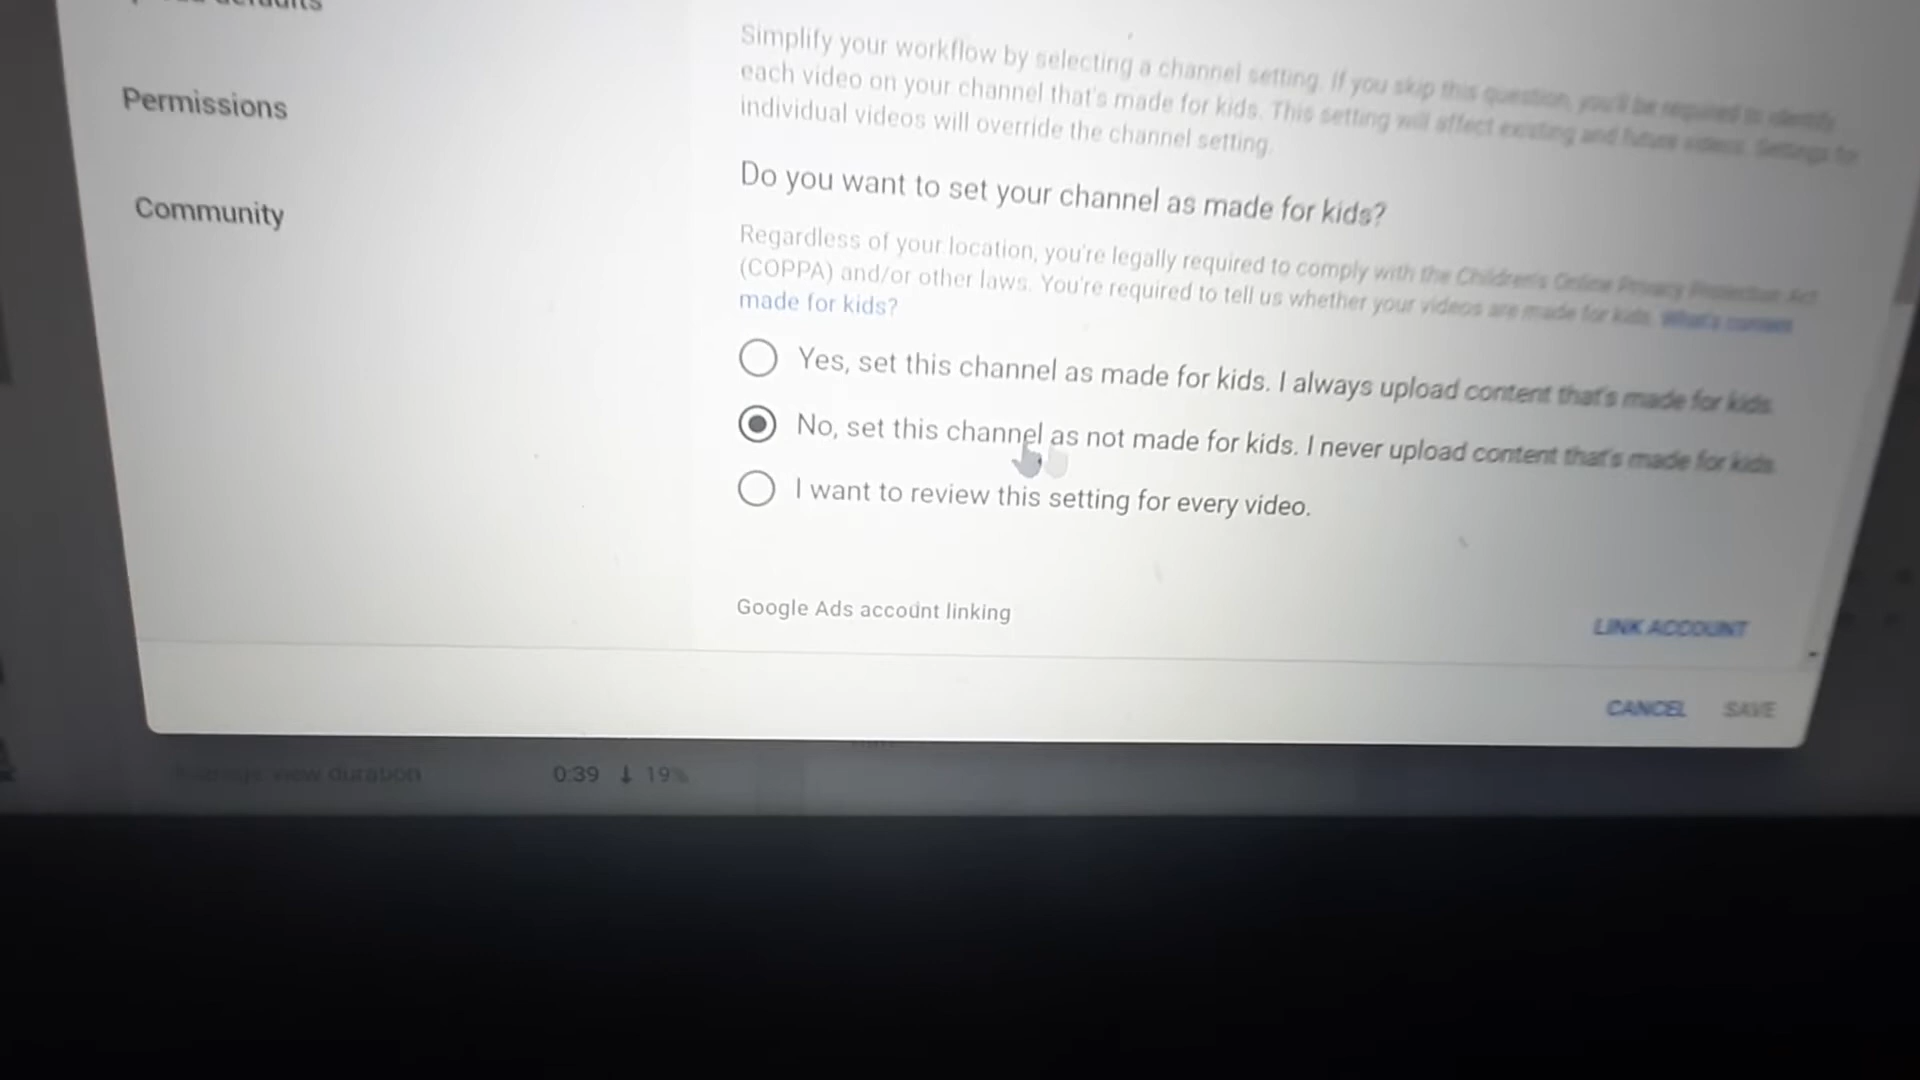 defaults
Permissions
Community
Simplify your workflow by selecting a channel setting. If you skip this question, you'll be required to identify
each video on your channel that's made for kids. This setting will affect existing and future videos. Settings for
individual videos will override the channel setting.
Do you want to set your channel as made for kids?
Regardless of your location, you're legally required to comply with the Children's Online Privacy Protection Act
(COPPA) and/or other laws. You're required to tell us whether your videos are made for kids. What's content
made for kids?
Yes, set this channel as made for kids. I always upload content that's made for kids.
No, set this channel as not made for kids. I never upload content that's made for kids.
I want to review this setting for every video.
Google Ads account linking
LINK ACCOUNT
CANCEL SAVE
view duration 0:39 ↓ 19%